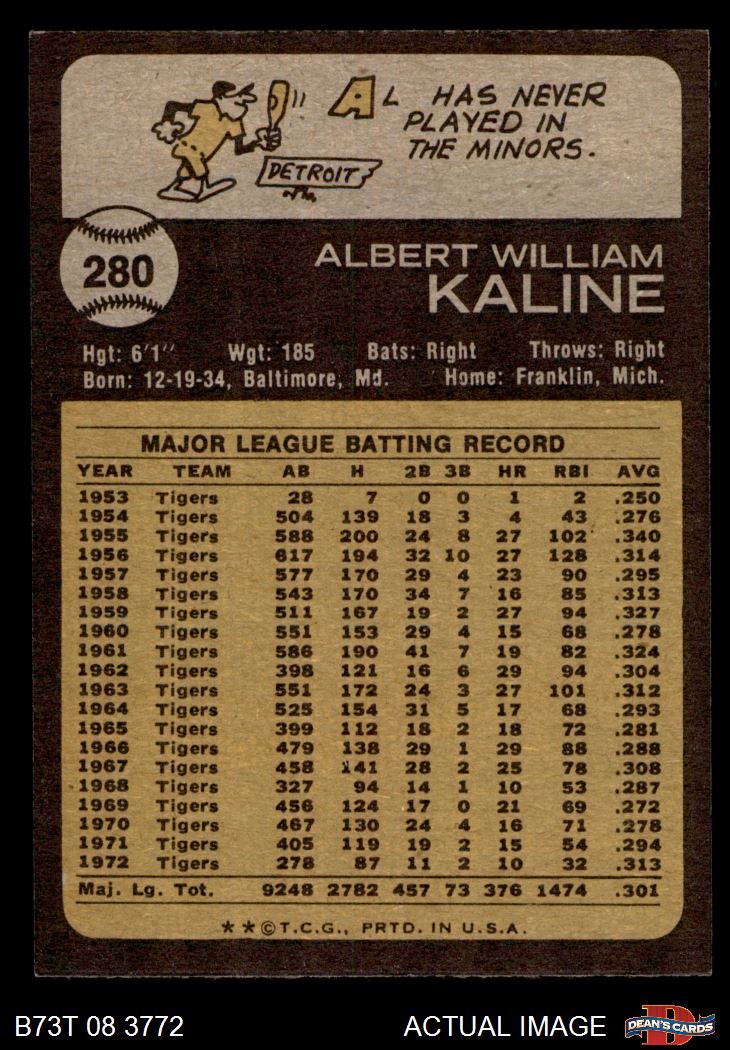 AL HAS NEVER
PLAYED IN
THE MINORS.
DETROIT
280
ALBERT WILLIAM
KALINE
Hgt: 6'1" Wgt: 185 Bats: Right Throws: Right
Born: 12-19-34, Baltimore, Md. Home: Franklin, Mich.
MAJOR LEAGUE BATTING RECORD
YEAR TEAM AB H 2B 3B HR RBI AVG
1953 Tigers 28 7 0 0 1 2 .250
1954 Tigers 504 139 18 3 4 43 .276
1955 Tigers 588 200 24 8 27 102 .340
1956 Tigers 617 194 32 10 27 128 .314
1957 Tigers 577 170 29 4 23 90 .295
1958 Tigers 543 170 34 7 16 85 .313
1959 Tigers 511 167 19 2 27 94 .327
1960 Tigers 551 153 29 4 15 68 .278
1961 Tigers 586 190 41 7 19 82 .324
1962 Tigers 398 121 16 6 29 94 .304
1963 Tigers 551 172 24 3 27 101 .312
1964 Tigers 525 154 31 5 17 68 .293
1965 Tigers 399 112 18 2 18 72 .281
1966 Tigers 479 138 29 1 29 88 .288
1967 Tigers 458 141 28 2 25 78 .308
1968 Tigers 327 94 14 1 10 53 .287
1969 Tigers 456 124 17 0 21 69 .272
1970 Tigers 467 130 24 4 16 71 .278
1971 Tigers 405 119 19 2 15 54 .294
1972 Tigers 278 87 11 2 10 32 .313
Maj. Lg. Tot. 9248 2782 457 73 376 1474 .301
**©T.C.G., PRTD. IN U.S.A.
B73T 08 3772 ACTUAL IMAGE D DEAN'S CARDS